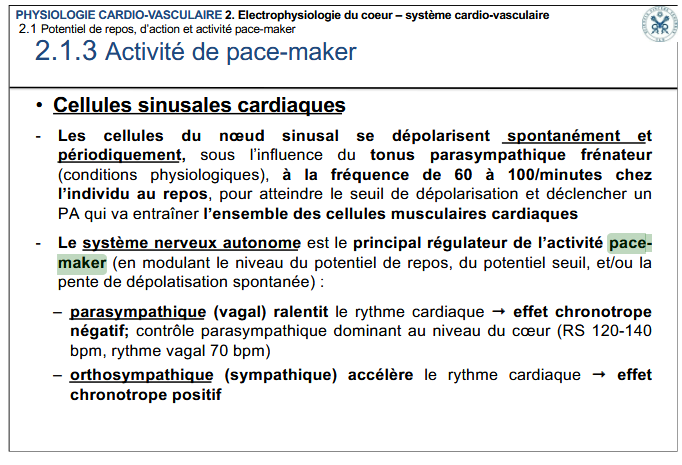 PHYSIOLOGIE CARDIO-VASCULAIRE 2. Electrophysiologie du coeur – système cardio-vasculaire
2.1 Potentiel de repos, d'action et activité pace-maker
2.1.3 Activité de pace-maker
• Cellules sinusales cardiaques
- Les cellules du nœud sinusal se dépolarisent spontanément et
périodiquement, sous l'influence du tonus parasympathique frénateur
(conditions physiologiques), à la fréquence de 60 à 100/minutes chez
l'individu au repos, pour atteindre le seuil de dépolarisation et déclencher un
PA qui va entraîner l'ensemble des cellules musculaires cardiaques
- Le système nerveux autonome est le principal régulateur de l'activité pace-
maker (en modulant le niveau du potentiel de repos, du potentiel seuil, et/ou la
pente de dépolatisation spontanée) :
– parasympathique (vagal) ralentit le rythme cardiaque → effet chronotrope
négatif; contrôle parasympathique dominant au niveau du cœur (RS 120-140
bpm, rythme vagal 70 bpm)
– orthosympathique (sympathique) accélère le rythme cardiaque → effet
chronotrope positif